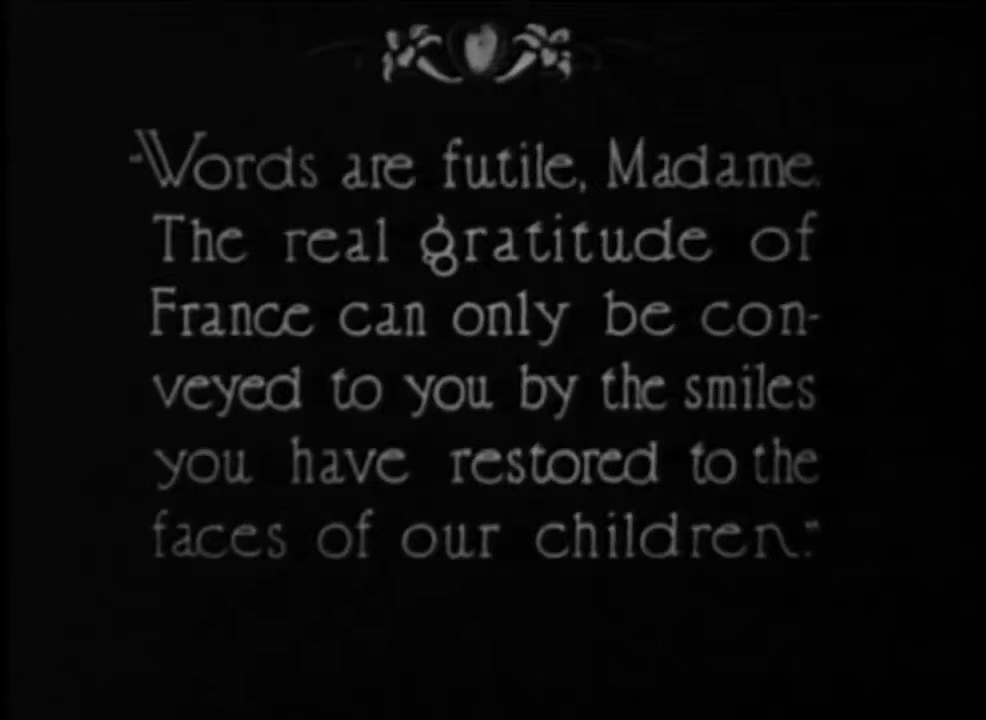 "Words are futile, Madame.
The real gratitude of
France can only be con-
veyed to you by the smiles
you have restored to the
faces of our children."